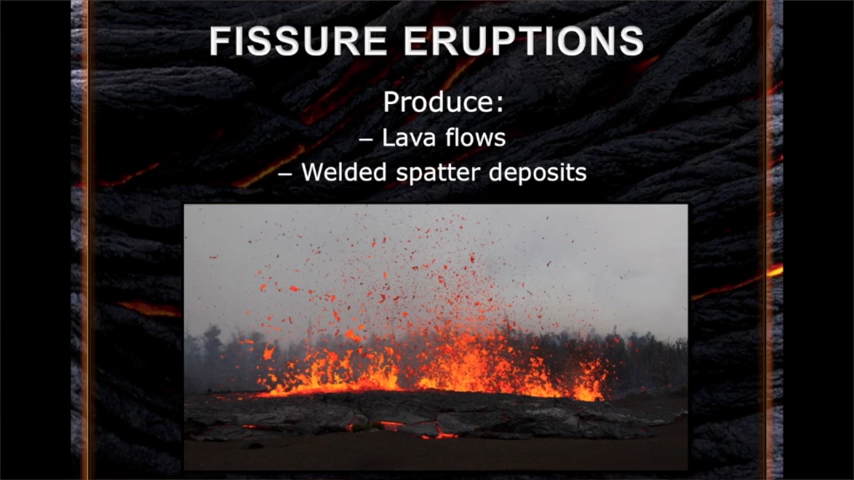 FISSURE ERUPTIONS
Produce:
– Lava flows
– Welded spatter deposits